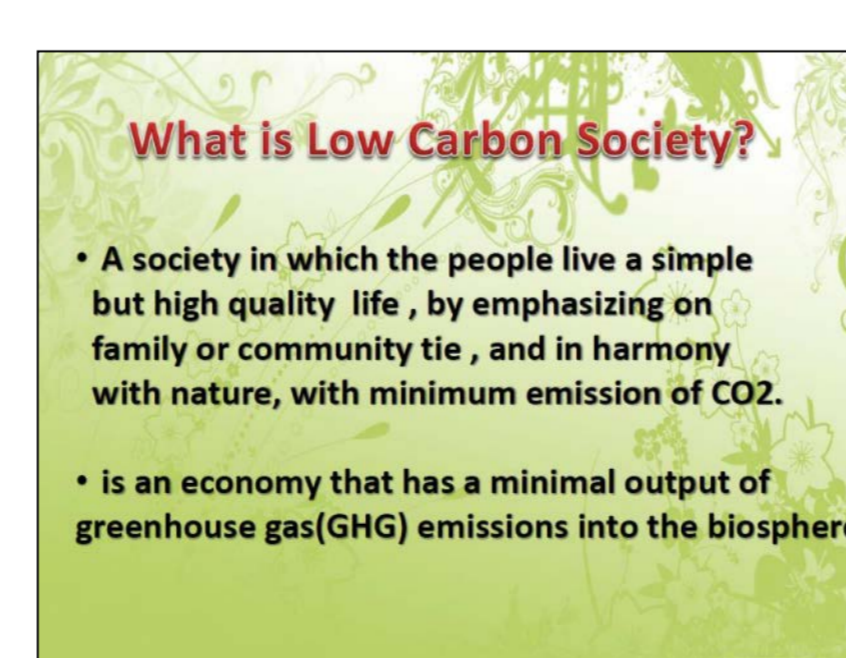 What is Low Carbon Society?
• A society in which the people live a simple
but high quality life , by emphasizing on
family or community tie , and in harmony
with nature, with minimum emission of CO2.
• is an economy that has a minimal output of
greenhouse gas(GHG) emissions into the biosphere